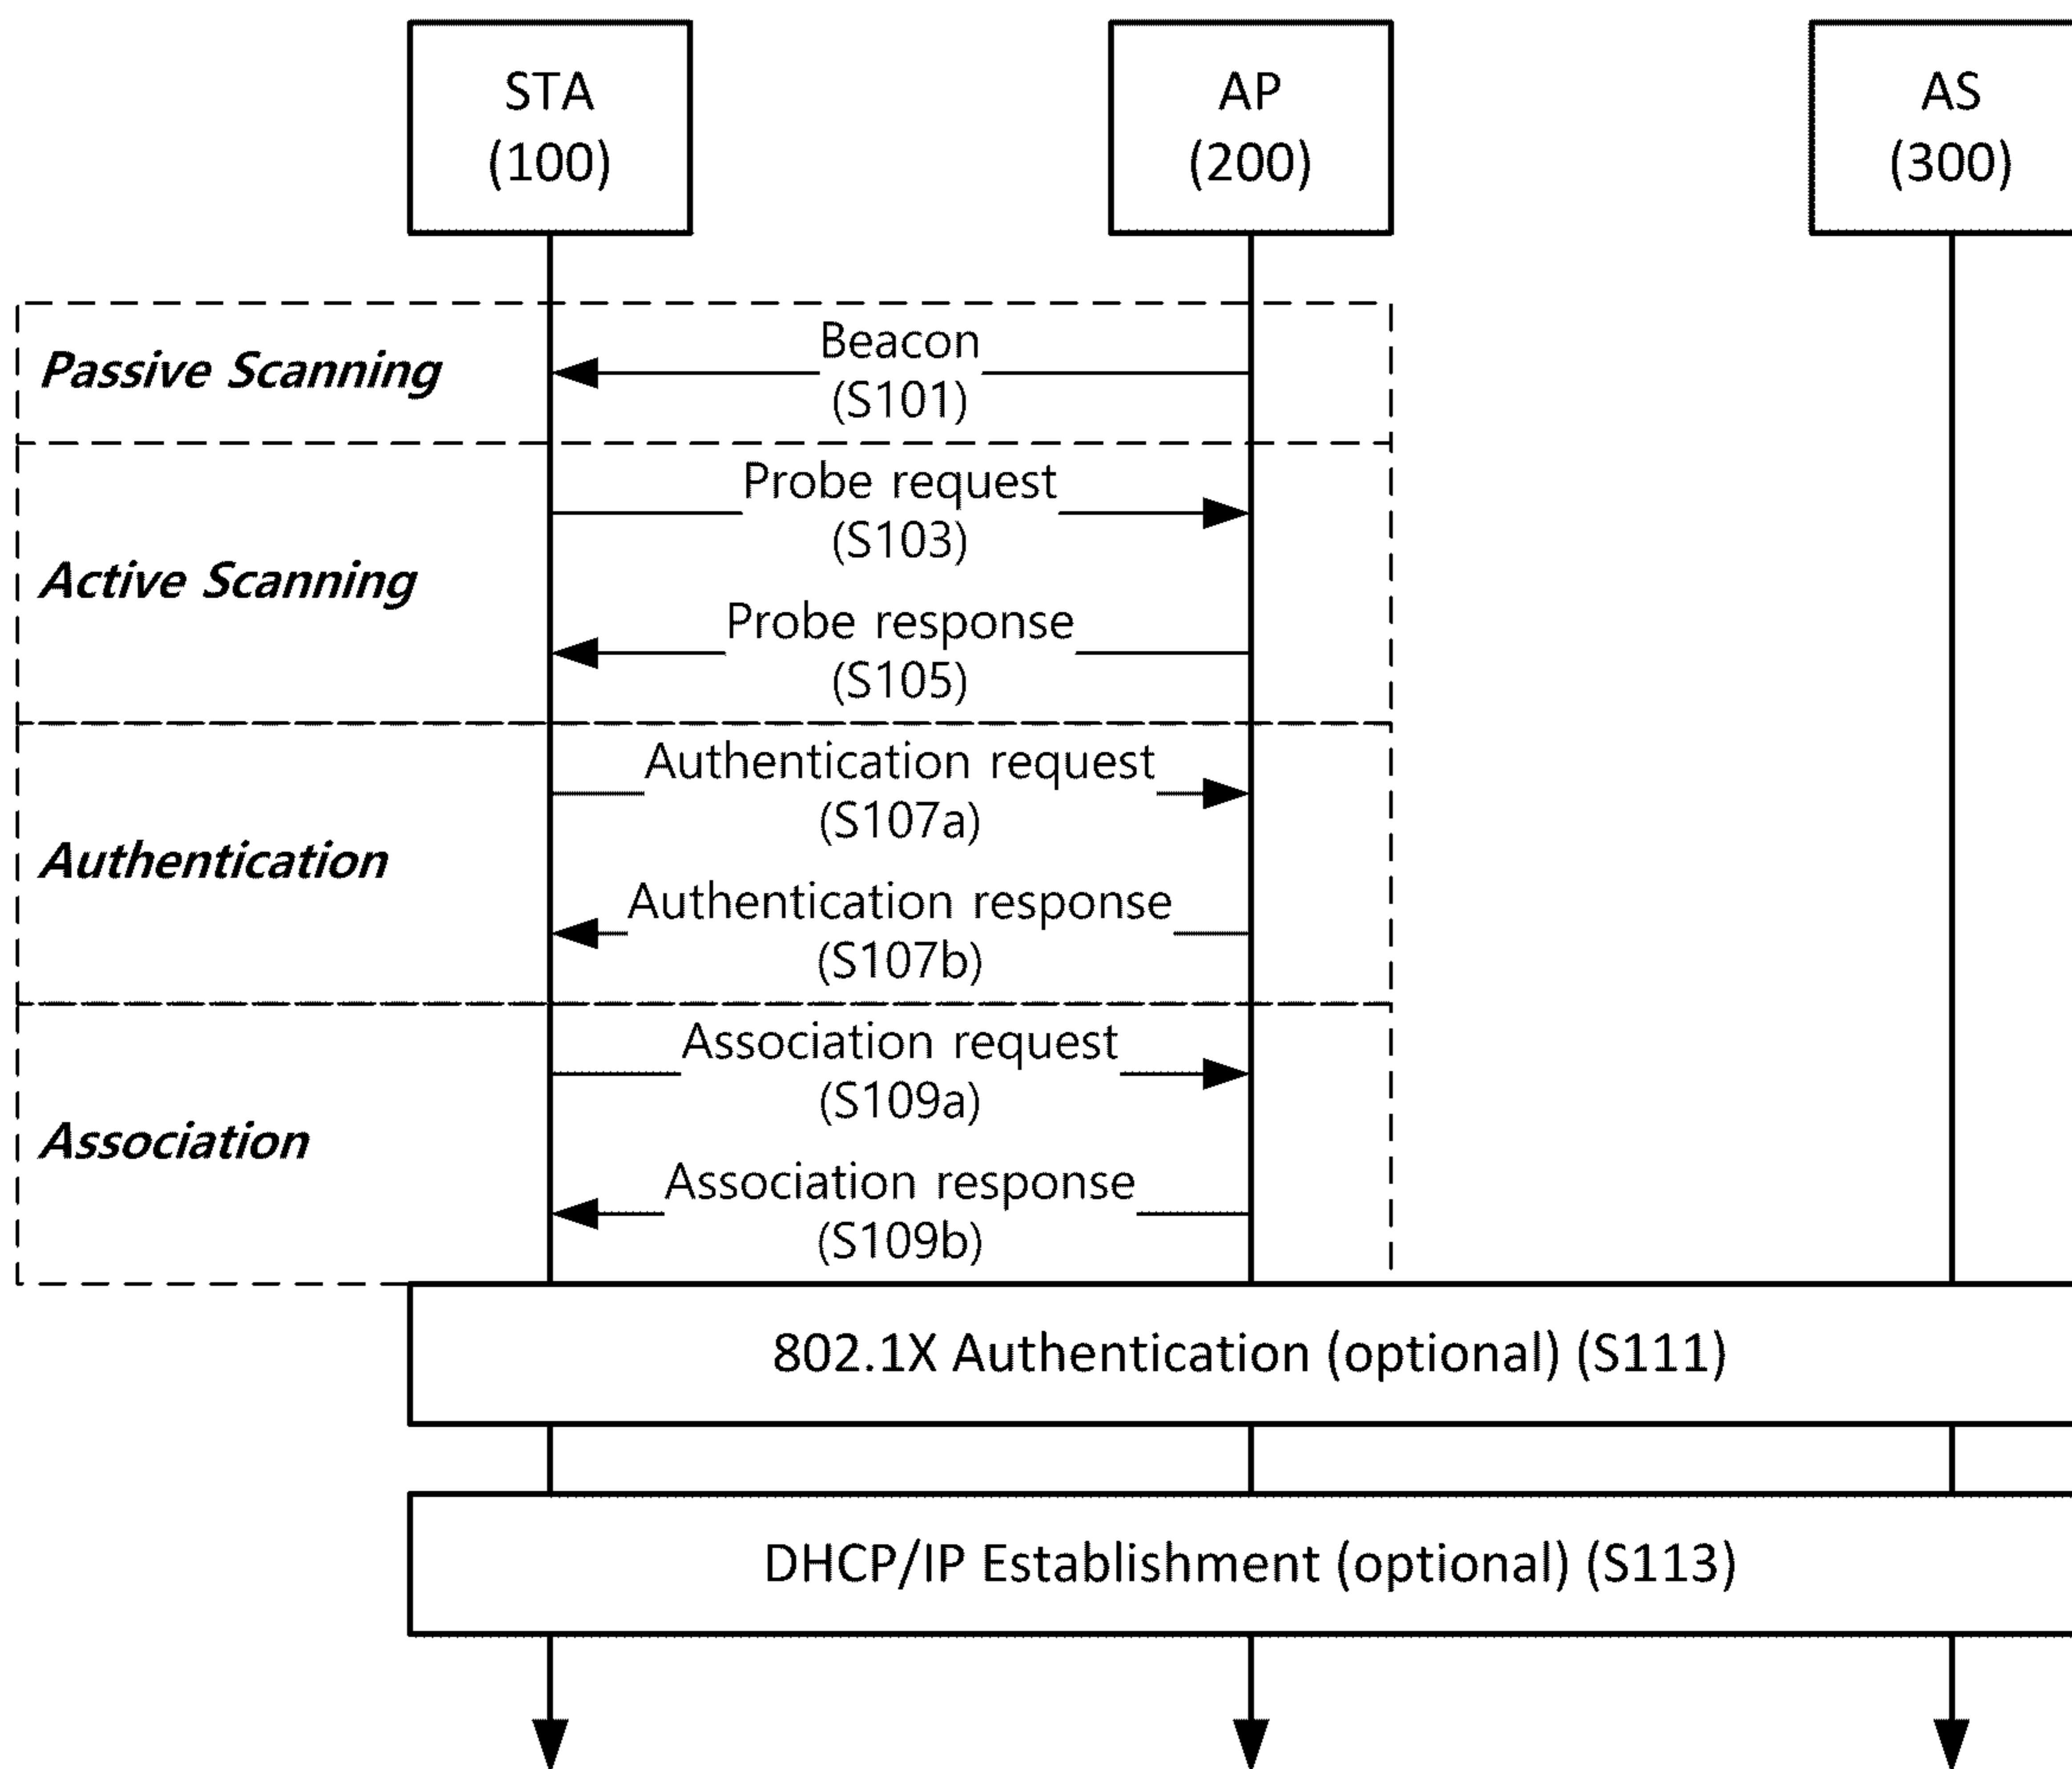 STA
(100)
AP
(200)
AS
(300)
Passive Scanning
Beacon
(S101)
Active Scanning
Probe request
(S103)
Probe response
(S105)
Authentication
Authentication request
(S107a)
Authentication response
(S107b)
Association
Association request
(S109a)
Association response
(S109b)
802.1X Authentication (optional) (S111)
DHCP/IP Establishment (optional) (S113)